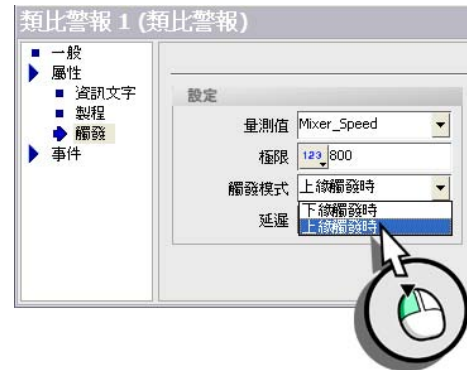 類比警報 1 (類比警報)
一般
屬性
資訊文字
製程
觸發
事件
設定
量測值 Mixer_Speed
極限 123 800
觸發模式 上緣觸發時
下緣觸發時
上緣觸發時
延遲